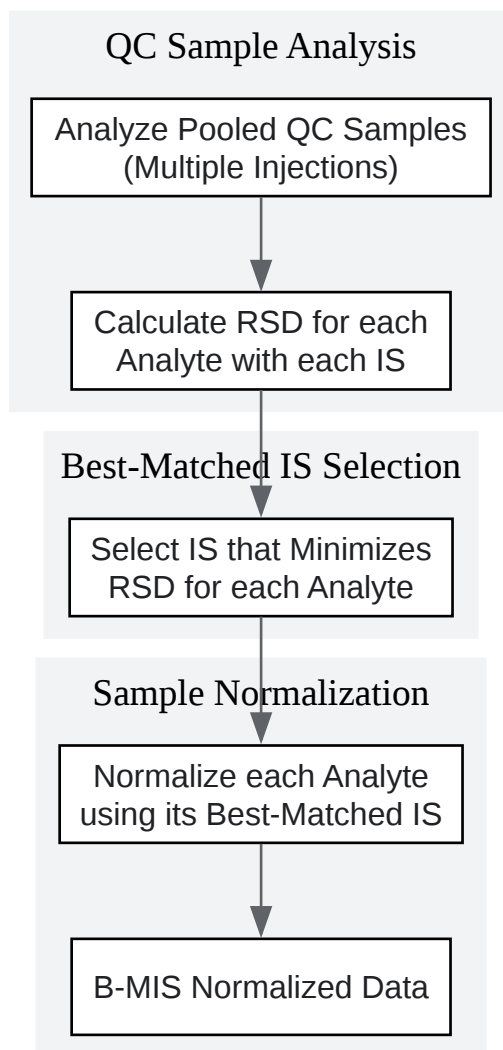 QC Sample Analysis
Analyze Pooled QC Samples
(Multiple Injections)
Calculate RSD for each
Analyte with each IS
Best-Matched IS Selection
Select IS that Minimizes
RSD for each Analyte
Sample Normalization
Normalize each Analyte
using its Best-Matched IS
B-MIS Normalized Data